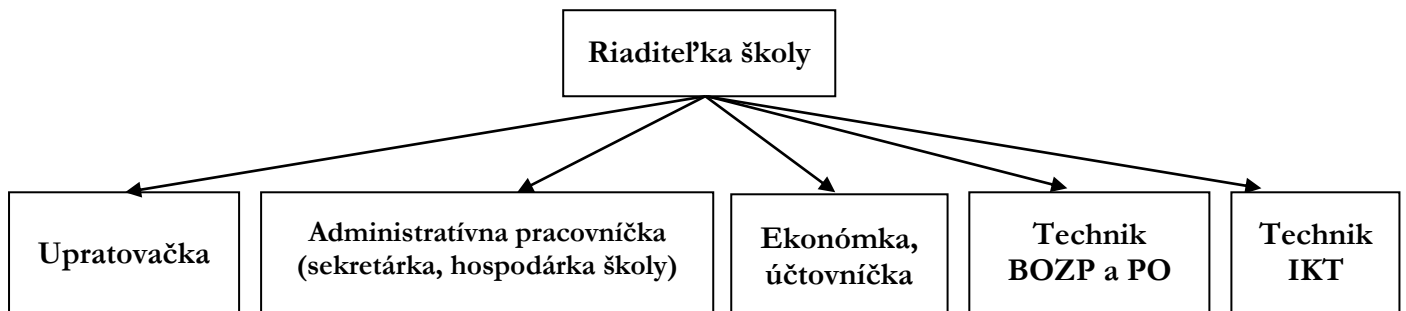 Riaditeľka školy
Upratovačka
Administratívna pracovníčka
(sekretárka, hospodárka školy)
Ekonómka,
účtovníčka
Technik
BOZP a PO
Technik
IKT